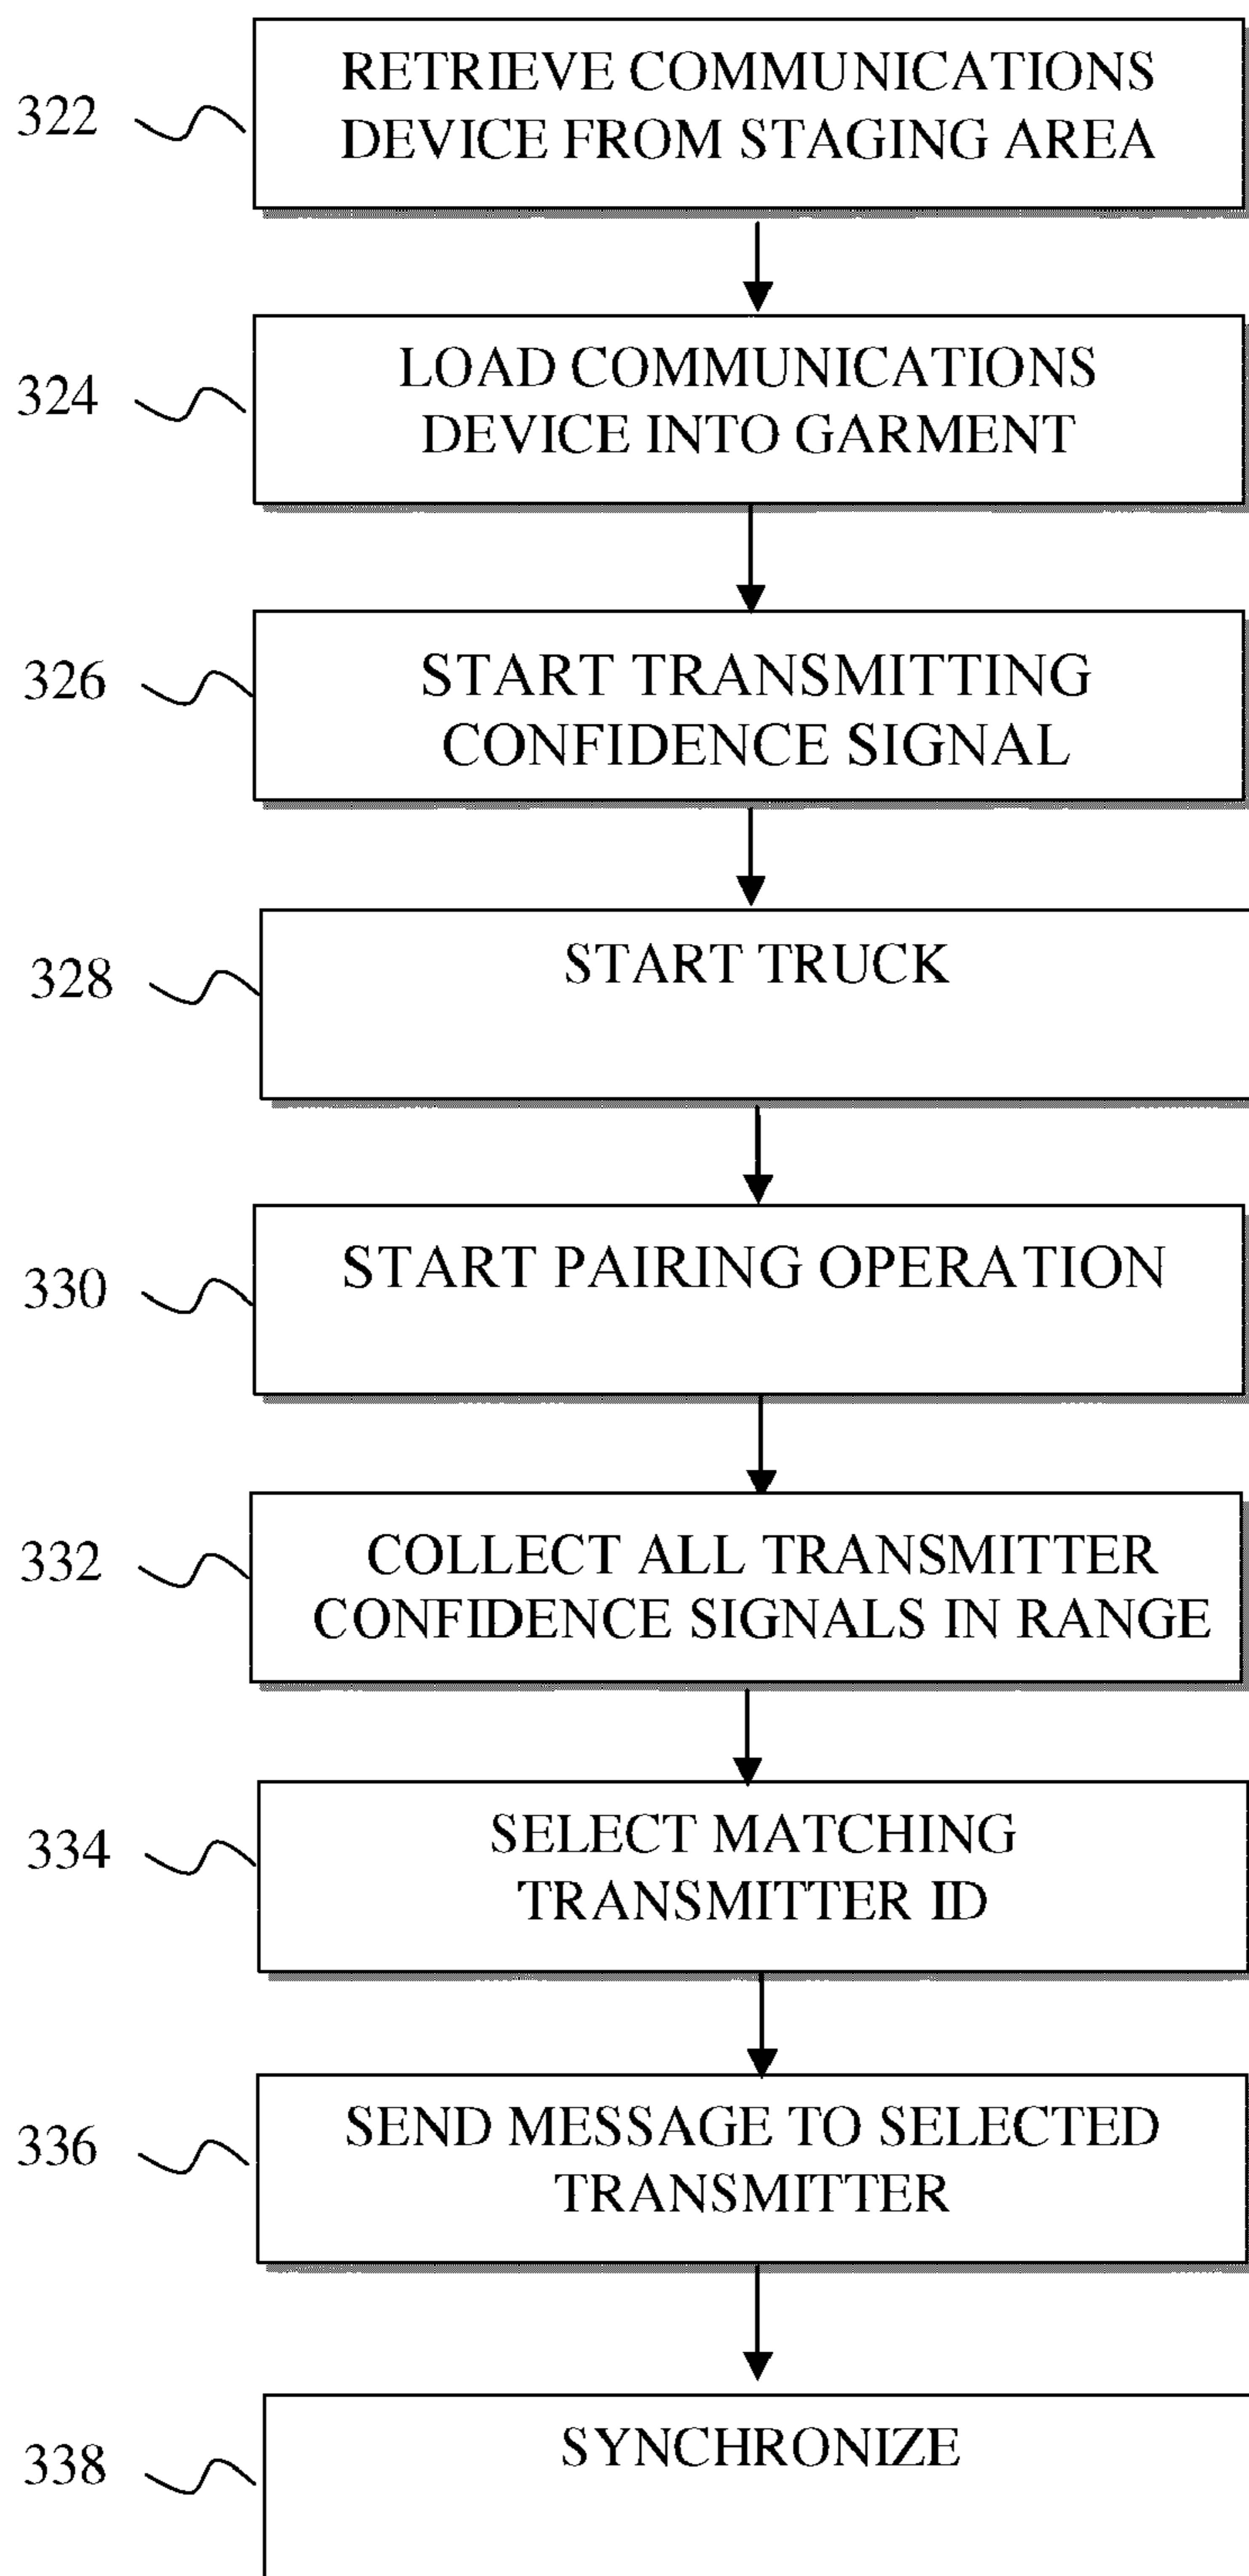 322
RETRIEVE COMMUNICATIONS
DEVICE FROM STAGING AREA
324
LOAD COMMUNICATIONS
DEVICE INTO GARMENT
326
START TRANSMITTING
CONFIDENCE SIGNAL
328
START TRUCK
330
START PAIRING OPERATION
332
COLLECT ALL TRANSMITTER
CONFIDENCE SIGNALS IN RANGE
334
SELECT MATCHING
TRANSMITTER ID
336
SEND MESSAGE TO SELECTED
TRANSMITTER
338
SYNCHRONIZE